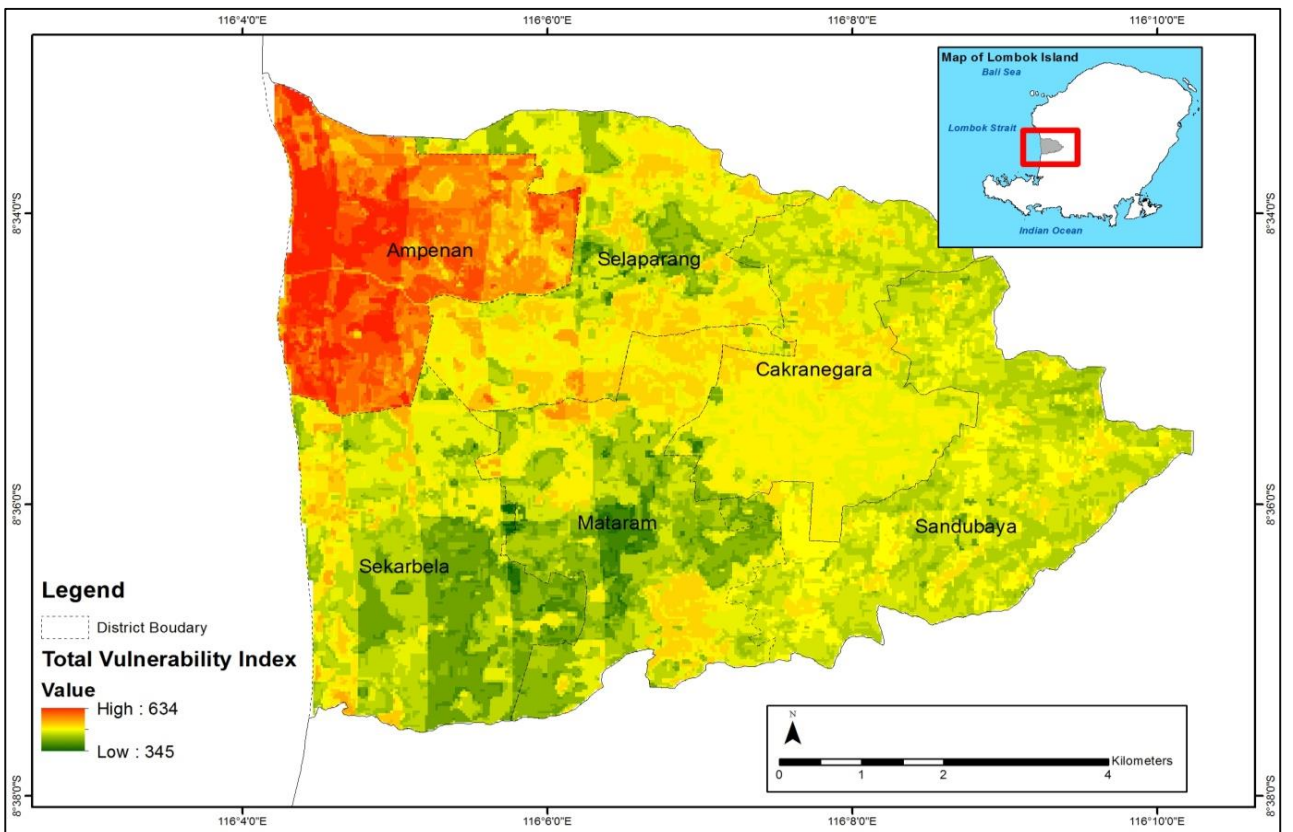 116°4'0"E 116°6'0"E 116°8'0"E 116°10'0"E
Map of Lombok Island
Bali Sea
Lombok Strait
Indian Ocean
8°34'0"S 8°34'0"S
Ampenan
Selaparang
Cakranegara
8°36'0"S 8°36'0"S
Mataram
Sandubaya
Sekarbela
Legend
District Boudary
Total Vulnerability Index
Value
High : 634
Low : 345
N
Kilometers
0 1 2 4
8°38'0"S 8°38'0"S
116°4'0"E 116°6'0"E 116°8'0"E 116°10'0"E